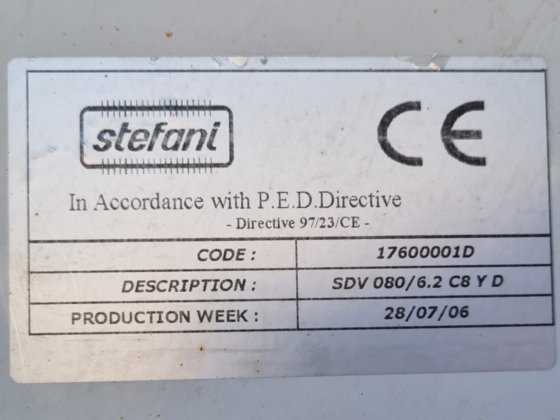 stefani
CE
In Accordance with P.E.D.Directive
- Directive 97/23/CE -
CODE : 17600001D
DESCRIPTION : SDV 080/6.2 C8 Y D
PRODUCTION WEEK : 28/07/06